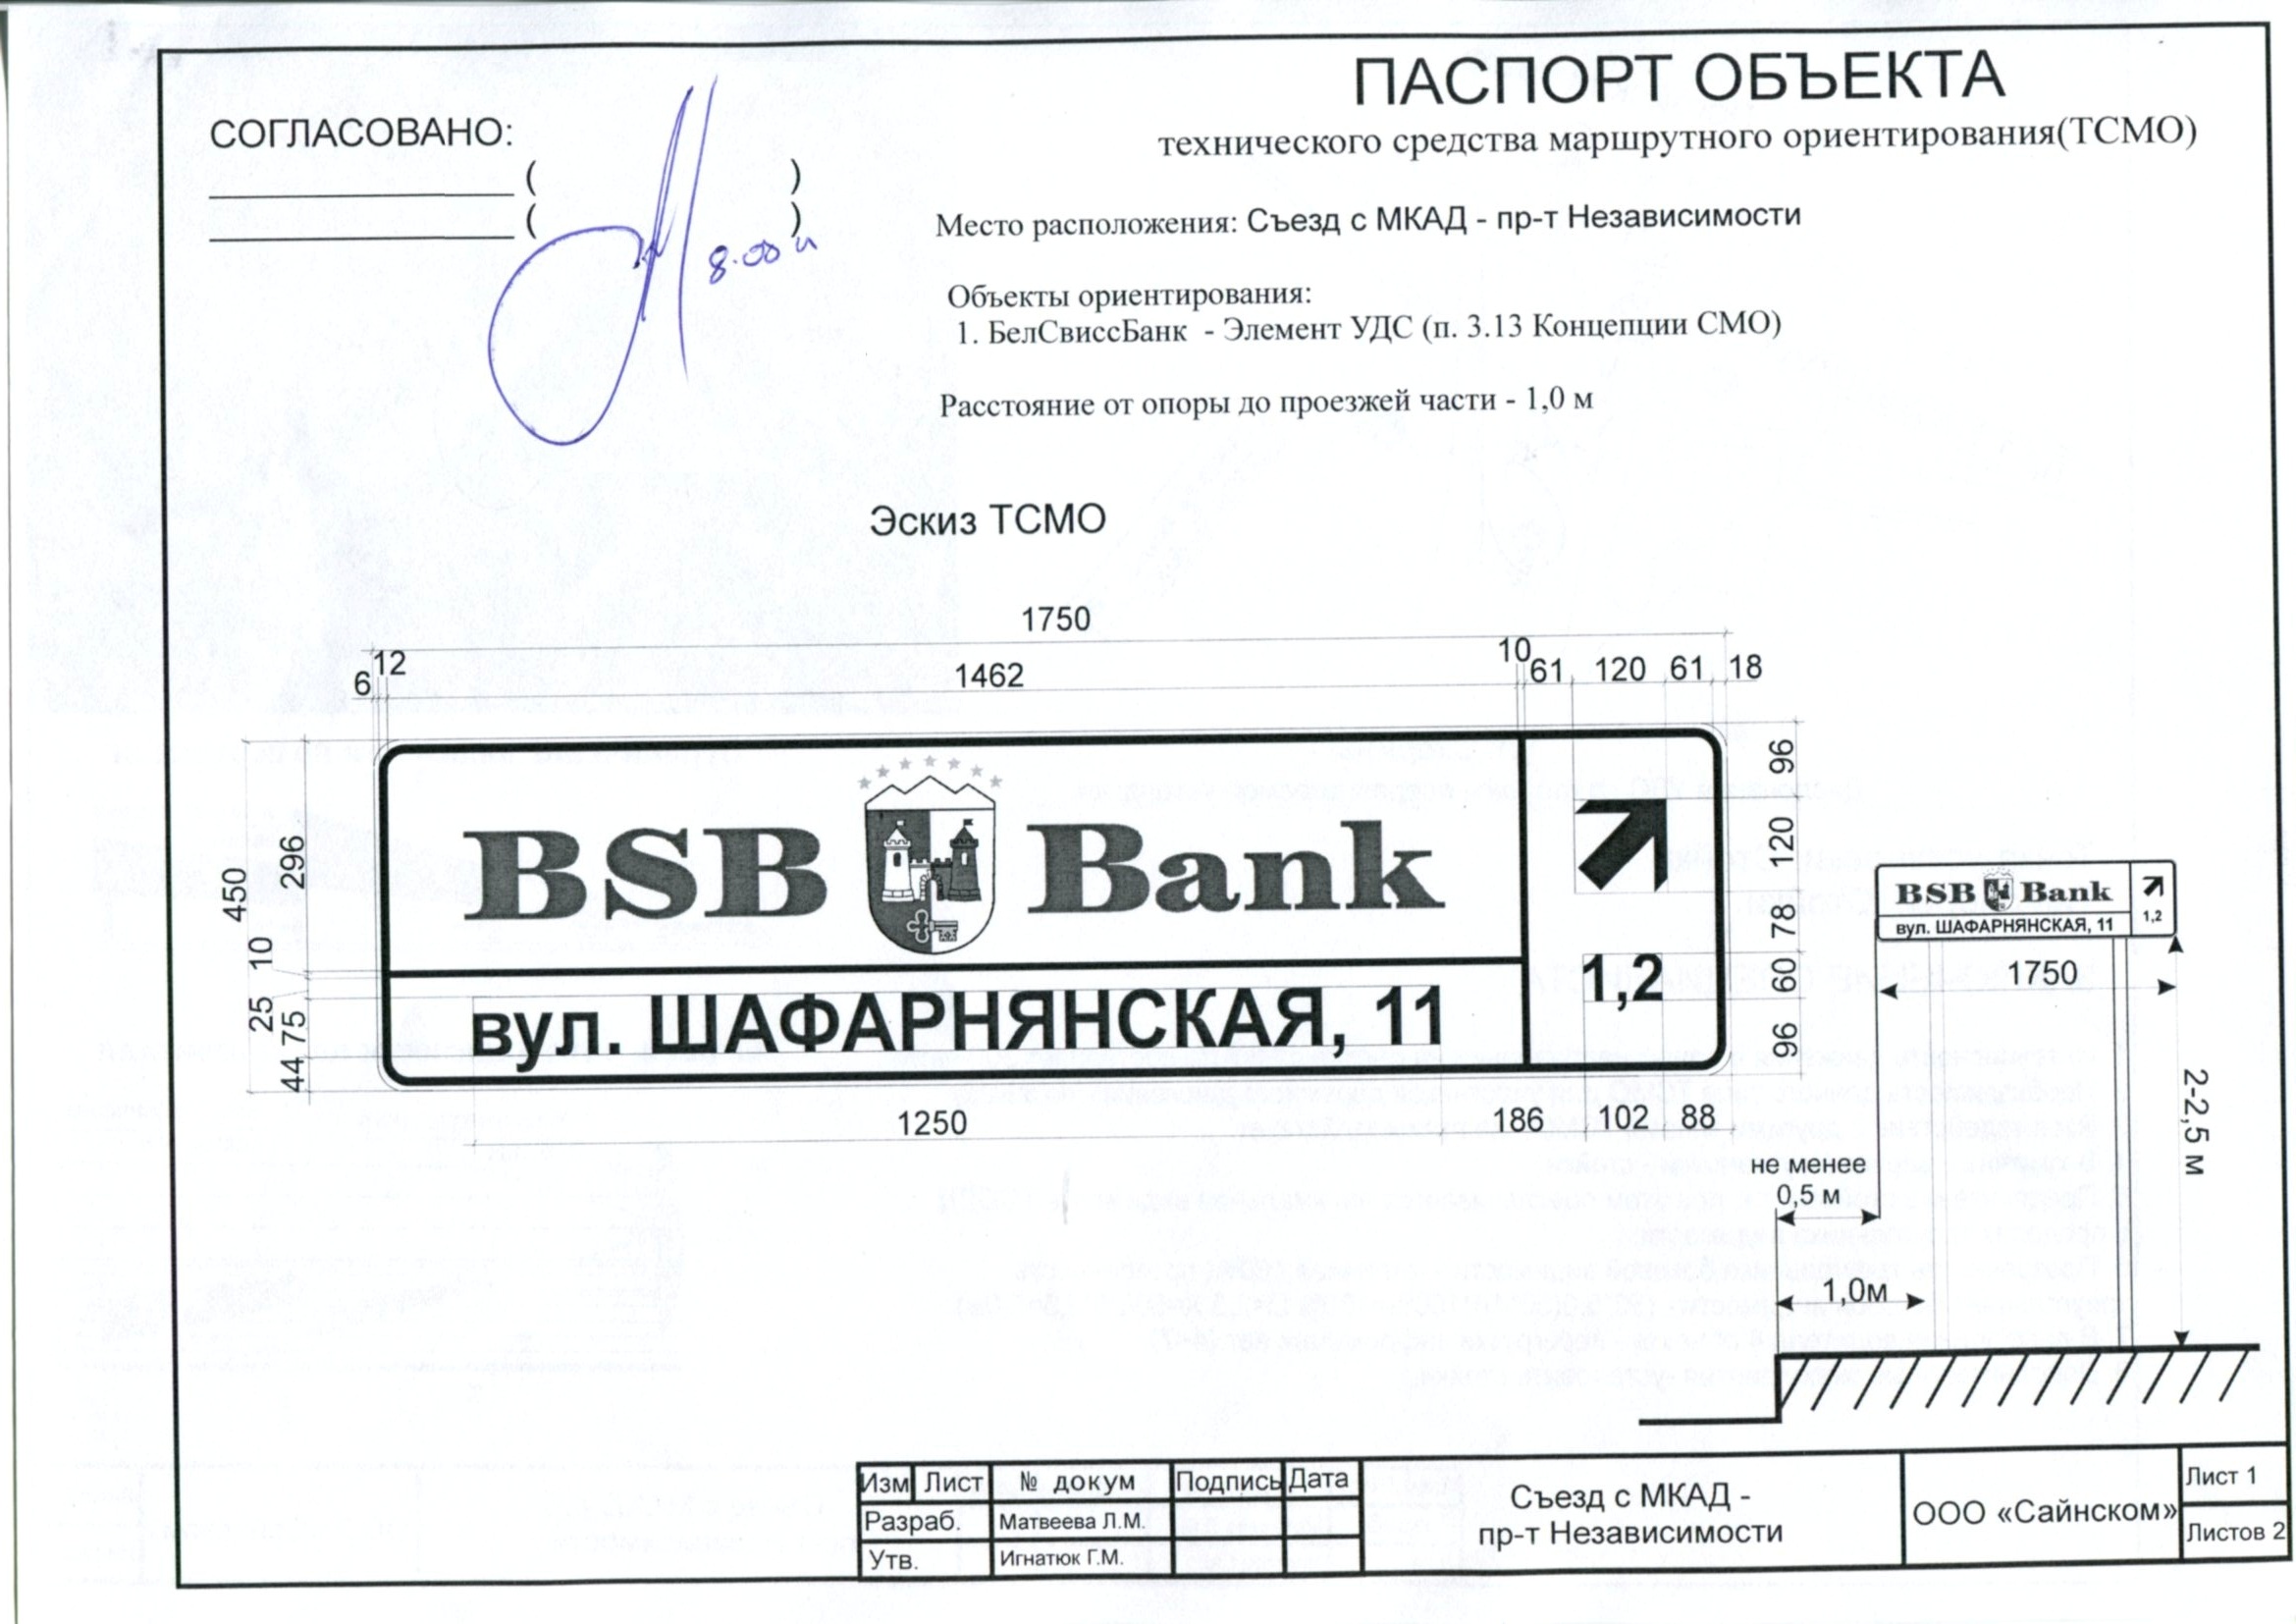 ПАСПОРТ ОБЪЕКТА
технического средства маршрутного ориентирования(ТСМО)
СОГЛАСОВАНО:
( )
( )
8.00
Место расположения: Съезд с МКАД - пр-т Независимости
Объекты ориентирования:
1. БелСвиссБанк - Элемент УДС (п. 3.13 Концепции СМО)
Расстояние от опоры до проезжей части - 1,0 м
Эскиз ТСМО
1750
6 12 1462 10 61 120 61 18
450
296
10
25
75
44
BSB Bank
вул. ШАФАРНЯНСКАЯ, 11
1,2
96
120
78
60
96
1250 186 102 88
BSB Bank
вул. ШАФАРНЯНСКАЯ, 11
1,2
1750
2-2,5 м
не менее
0,5 м
1,0м
Изм Лист № докум Подпись Дата
Разраб. Матвеева Л.М.
Утв. Игнатюк Г.М.
Съезд с МКАД -
пр-т Независимости
ООО «Сайнском»
Лист 1
Листов 2